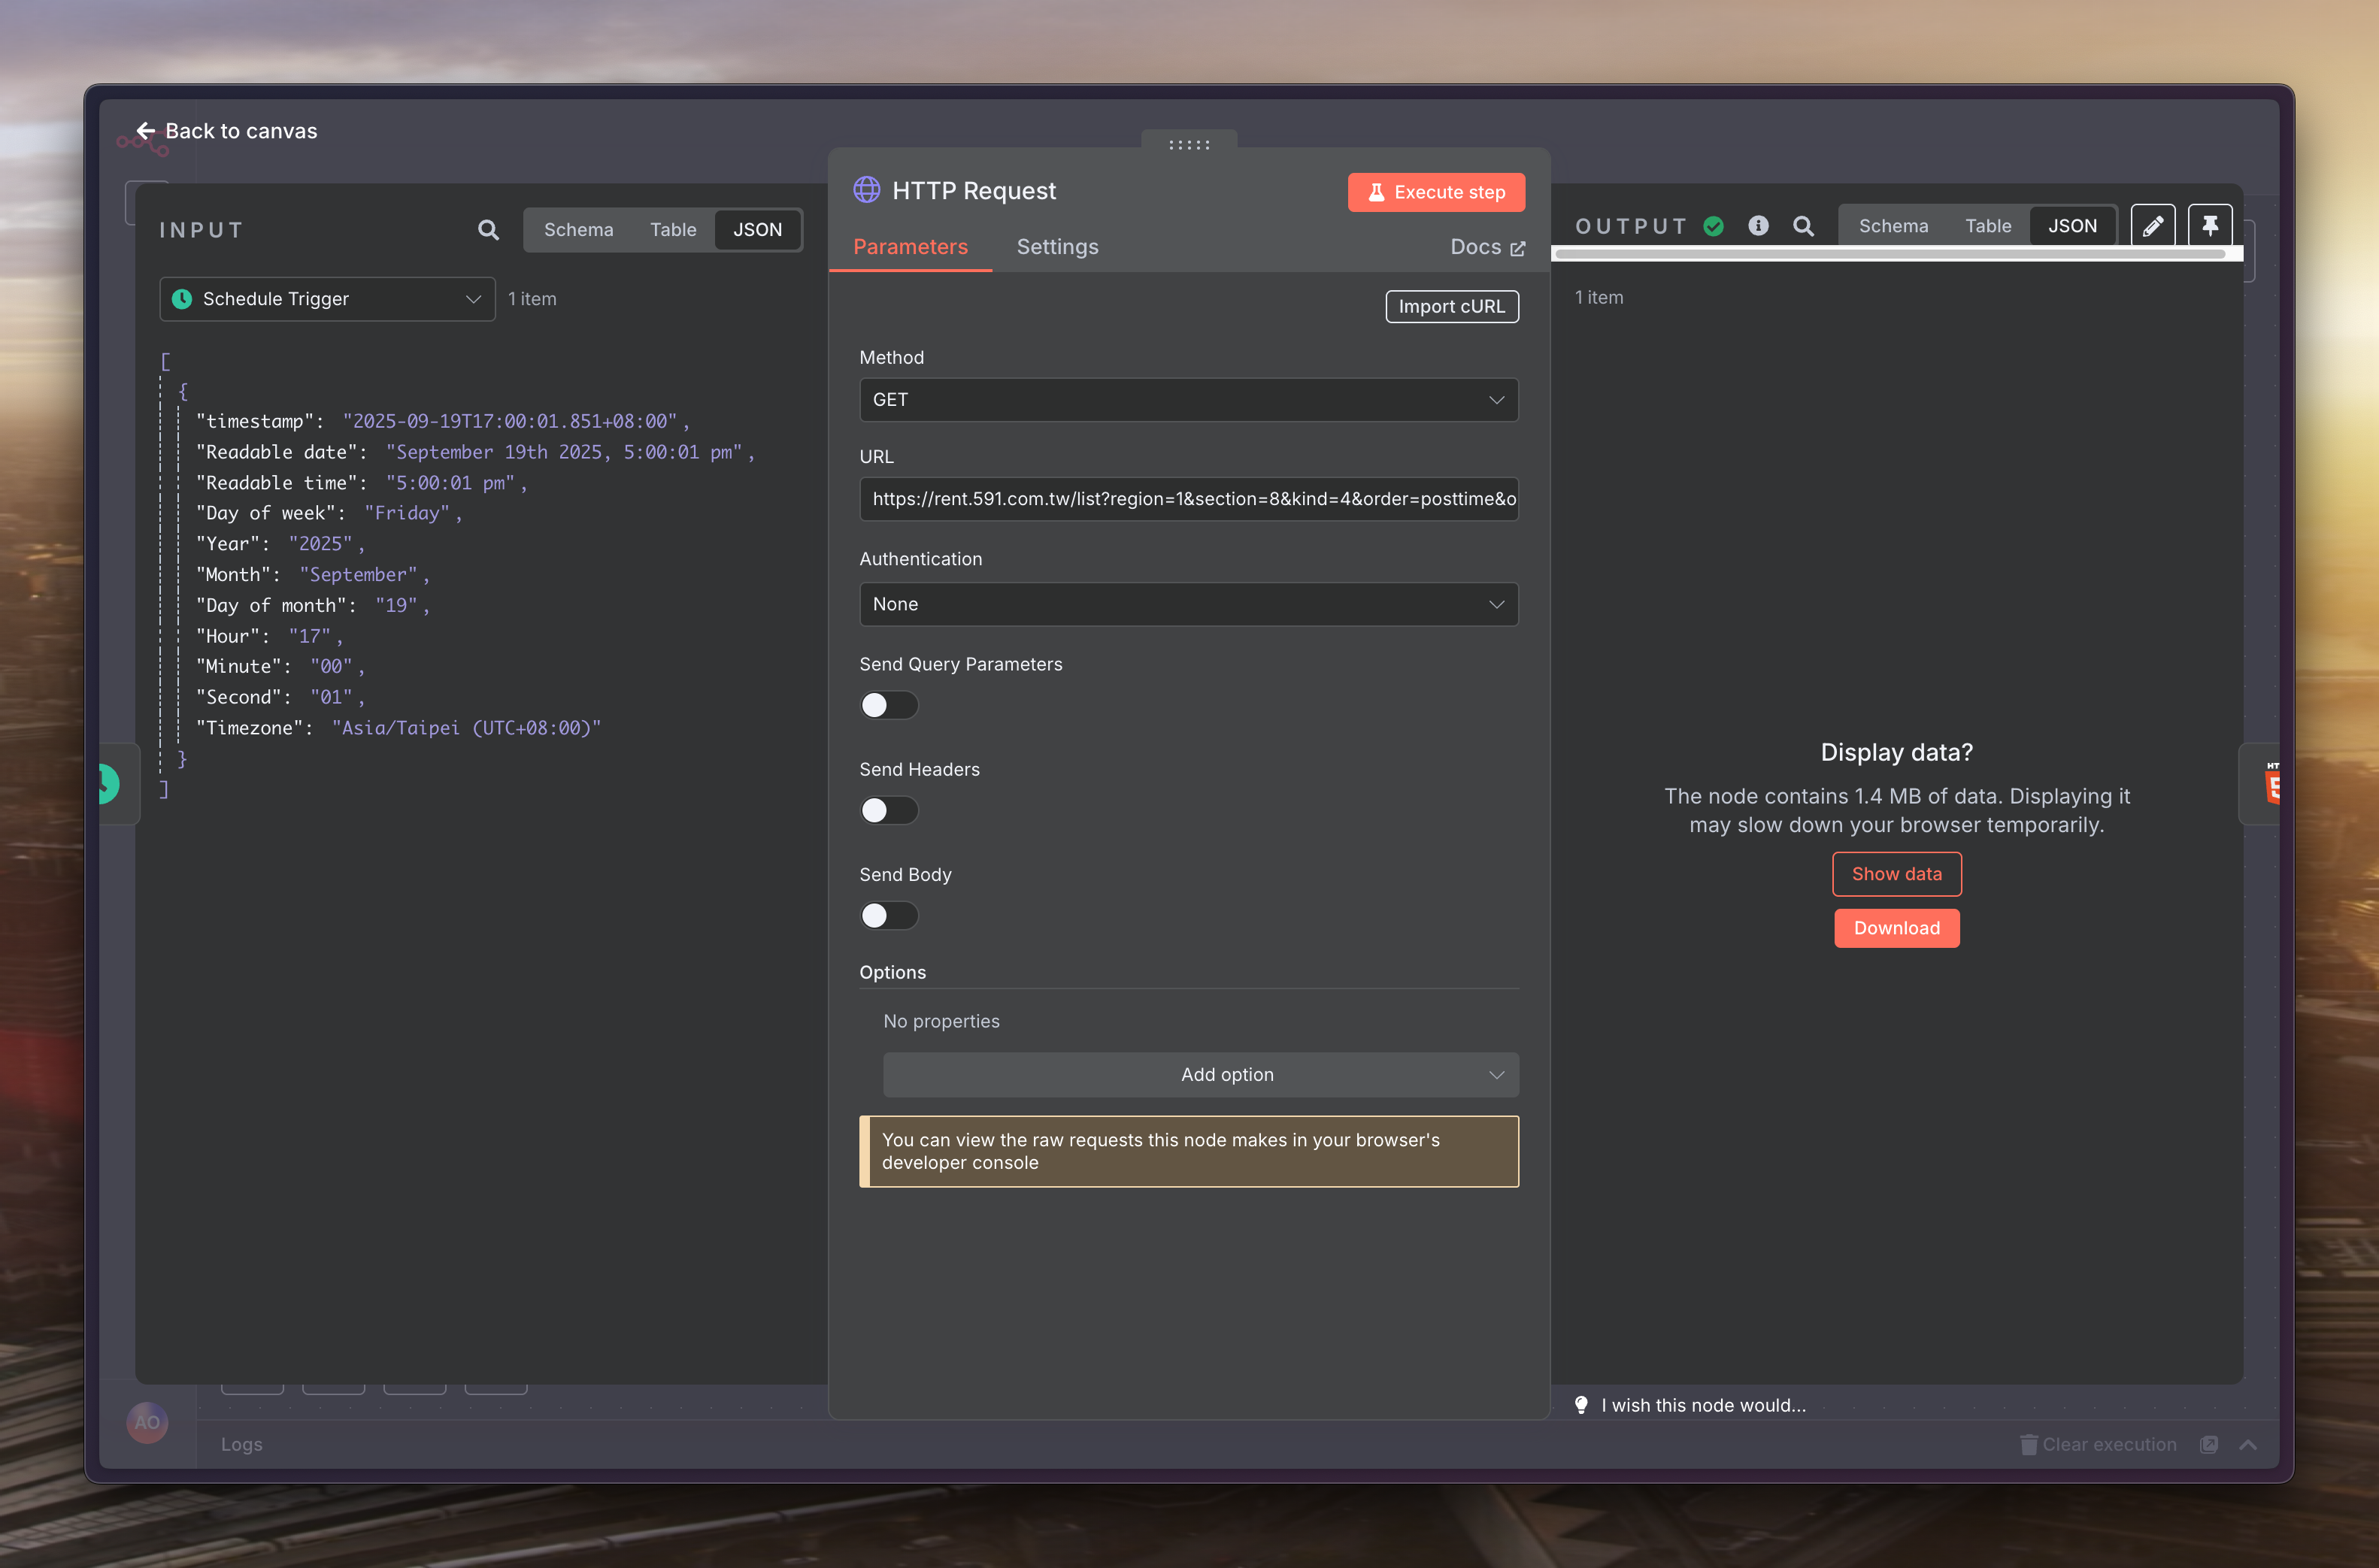 Back to canvas
INPUT
Schema
Table
JSON
Schedule Trigger
1 item
[
{
"timestamp": "2025-09-19T17:00:01.851+08:00",
"Readable date": "September 19th 2025, 5:00:01 pm",
"Readable time": "5:00:01 pm",
"Day of week": "Friday",
"Year": "2025",
"Month": "September",
"Day of month": "19",
"Hour": "17",
"Minute": "00",
"Second": "01",
"Timezone": "Asia/Taipei (UTC+08:00)"
}
]
HTTP Request
Execute step
Parameters
Settings
Docs
Import cURL
Method
GET
URL
https://rent.591.com.tw/list?region=1&section=8&kind=4&order=posttime&o
Authentication
None
Send Query Parameters
Send Headers
Send Body
Options
No properties
Add option
You can view the raw requests this node makes in your browser's
developer console
OUTPUT
Schema
Table
JSON
1 item
Display data?
The node contains 1.4 MB of data. Displaying it
may slow down your browser temporarily.
Show data
Download
I wish this node would...
AO
Logs
Clear execution